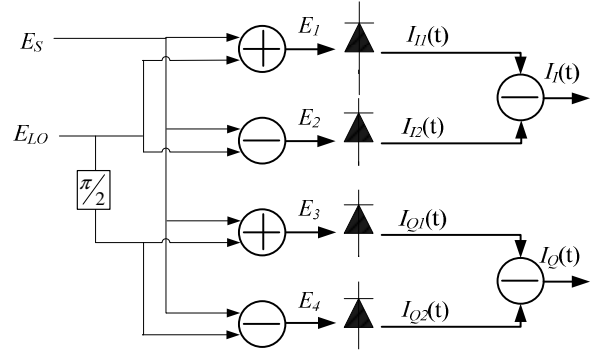 E_S
E_LO
π/2
E_1
E_2
E_3
E_4
I_I1(t)
I_I2(t)
I_Q1(t)
I_Q2(t)
I_I(t)
I_Q(t)